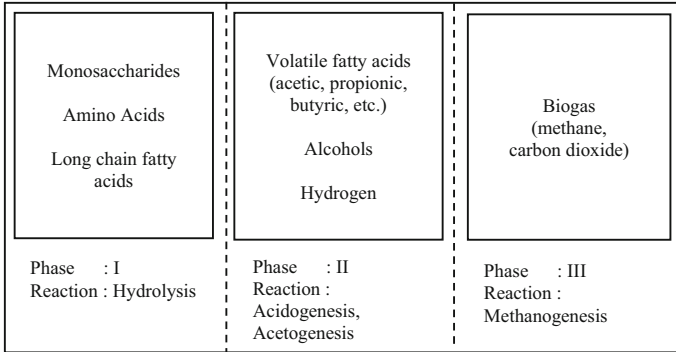 Monosaccharides
Amino Acids
Long chain fatty
acids
Phase : I
Reaction : Hydrolysis
Volatile fatty acids
(acetic, propionic,
butyric, etc.)
Alcohols
Hydrogen
Phase : II
Reaction :
Acidogenesis,
Acetogenesis
Biogas
(methane,
carbon dioxide)
Phase : III
Reaction :
Methanogenesis